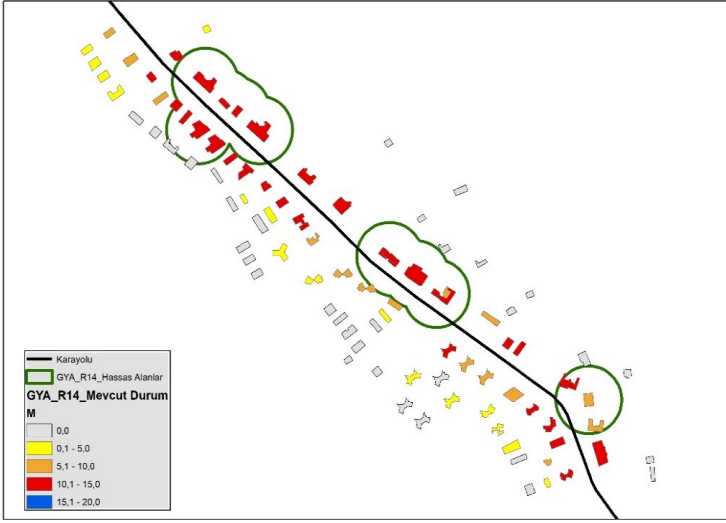 Karayolu
GYA_R14_Hassas Alanlar
GYA_R14_Mevcut Durum
M
0,0
0,1 - 5,0
5,1 - 10,0
10,1 - 15,0
15,1 - 20,0